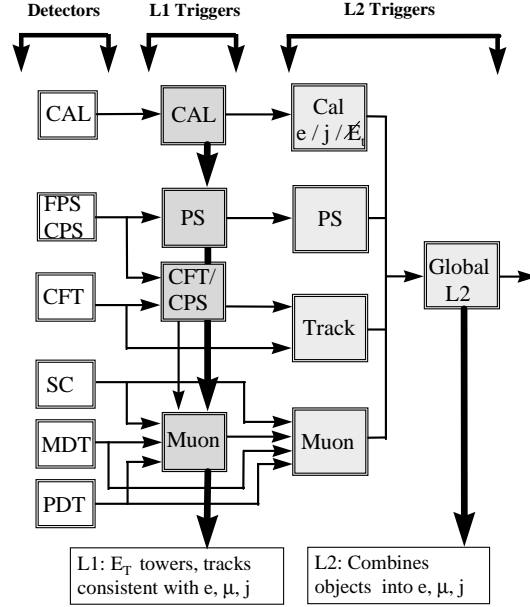 Detectors L1 Triggers L2 Triggers
CAL CAL Cal
e / j / E̸t
FPS
CPS
PS PS
CFT/
CPS
Global
L2
CFT
Track
SC
MDT
Muon
Muon
PDT
L1: ET towers, tracks
consistent with e, μ, j
L2: Combines
objects into e, μ, j